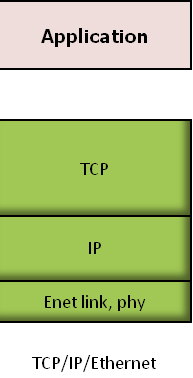 Application
TCP
IP
Enet link, phy
TCP/IP/Ethernet